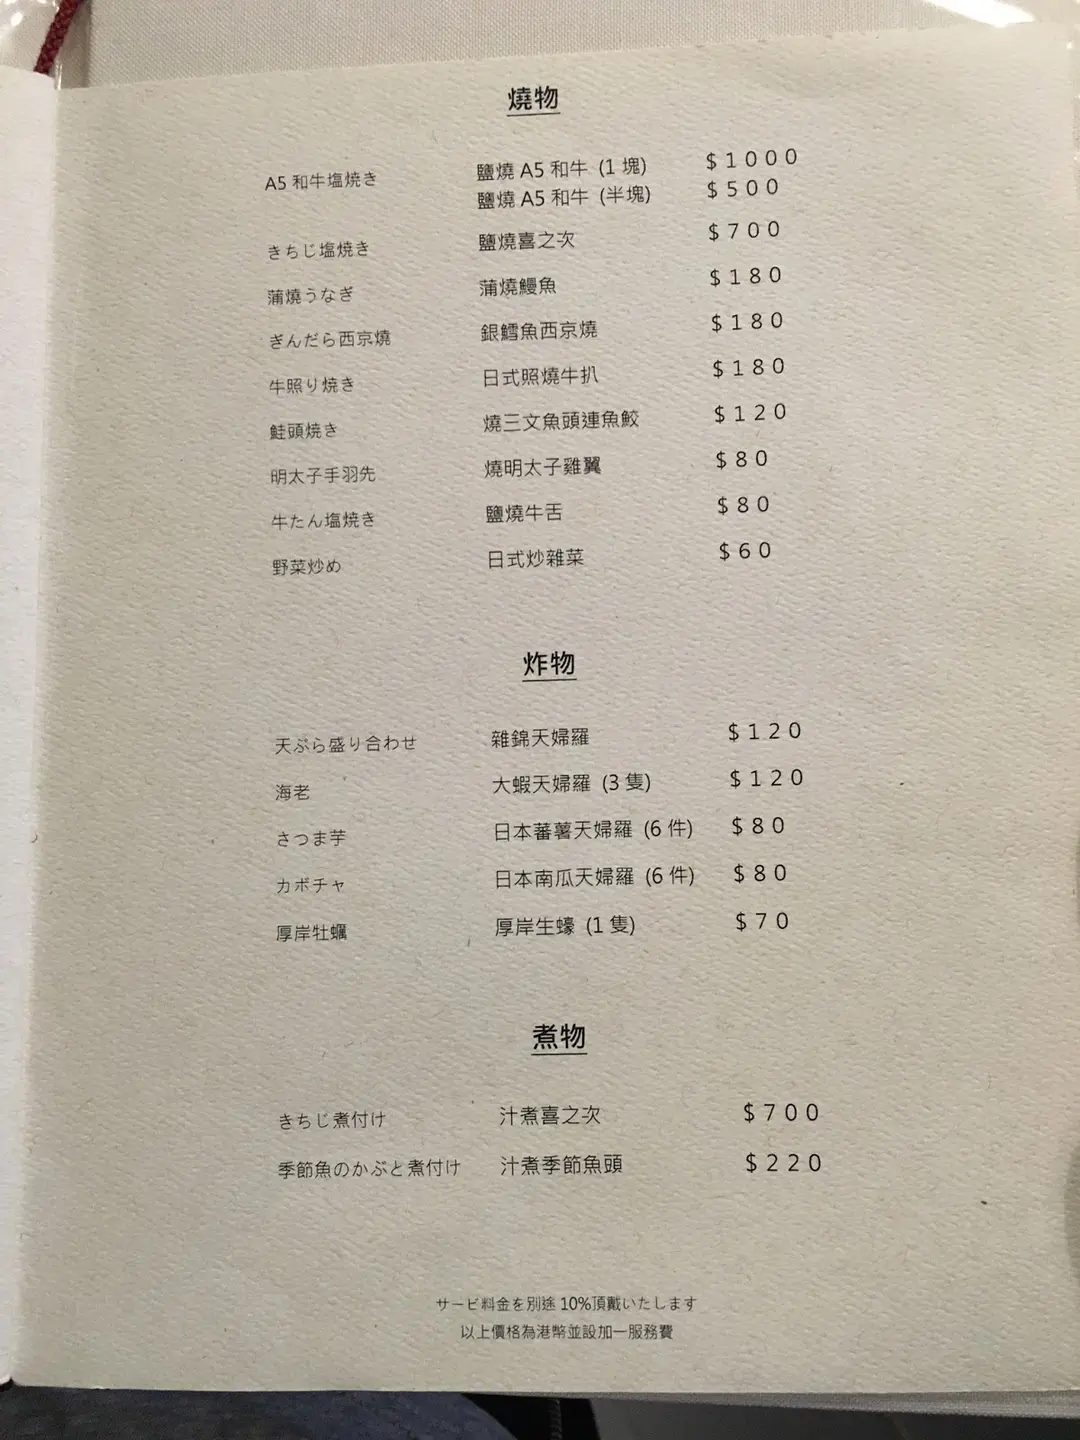 燒物
A5 和牛塩焼き 鹽燒 A5 和牛 (1 塊) $1000
鹽燒 A5 和牛 (半塊) $500
きちじ塩焼き 鹽燒喜之次 $700
蒲燒うなぎ 蒲燒鰻魚 $180
ぎんだら西京燒 銀鱈魚西京燒 $180
牛照り焼き 日式照燒牛扒 $180
鮭頭焼き 燒三文魚頭連魚鮫 $120
明太子手羽先 燒明太子雞翼 $80
牛たん塩焼き 鹽燒牛舌 $80
野菜炒め 日式炒雜菜 $60
炸物
天ぷら盛り合わせ 雜錦天婦羅 $120
海老 大蝦天婦羅 (3 隻) $120
さつま芋 日本蕃薯天婦羅 (6 件) $80
カボチャ 日本南瓜天婦羅 (6 件) $80
厚岸牡蠣 厚岸生蠔 (1 隻) $70
煮物
きちじ煮付け 汁煮喜之次 $700
季節魚のかぶと煮付け 汁煮季節魚頭 $220
サービ料金を別途 10%頂戴いたします
以上價格為港幣並設加一服務費